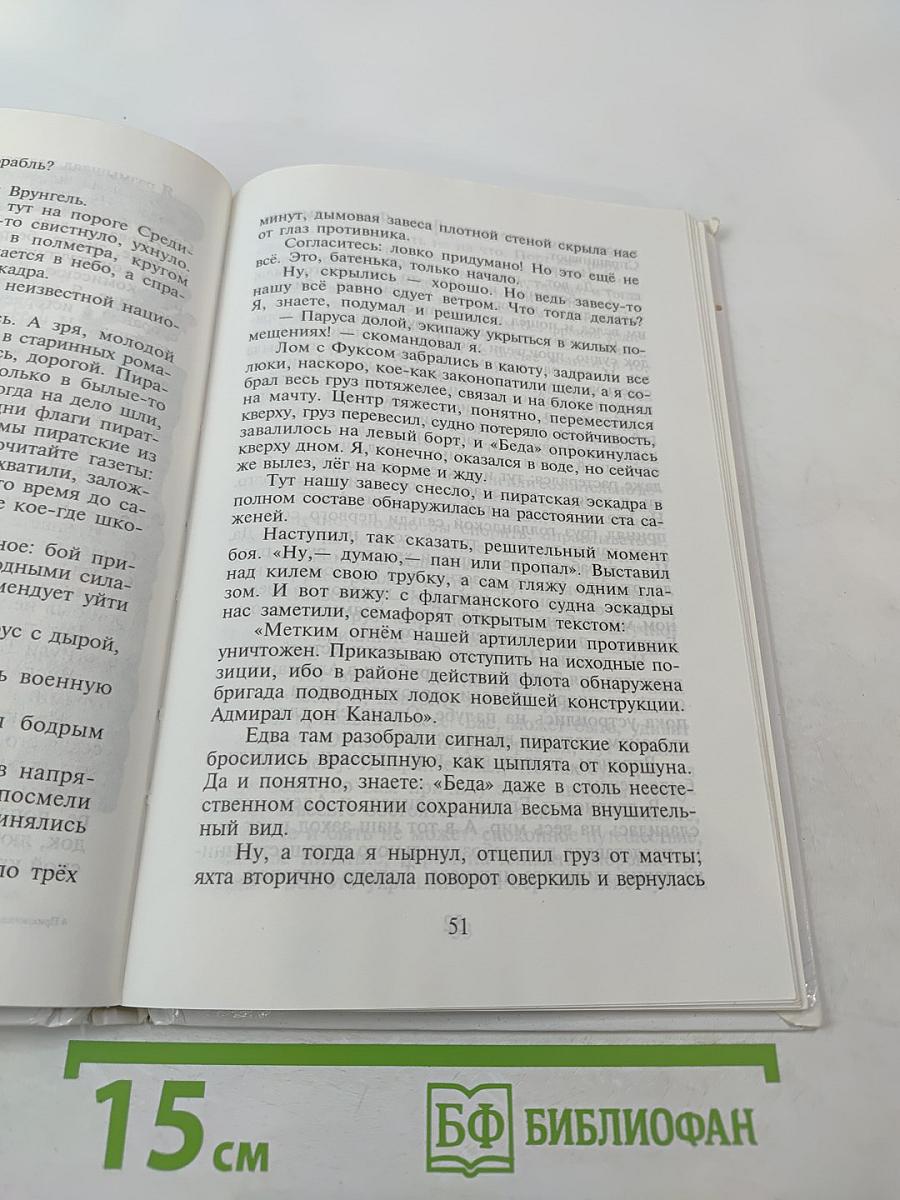 орабль?
Врунгель.
тут на пороге Среди-
-то свистнуло, ухнуло.
в полметра, кругом
ается в небо, а спра-
кадра.
неизвестной нацио-
сь. А зря, молодой
в старинных рома-
сь, дорогой. Пира-
олько в былые-то
огда на дело шли,
дни флаги пират-
мы пиратские из
очитайте газеты:
хватили, залож-
го время до са-
е кое-где шко-
ное: бой при-
одными сила-
мендует уйти
рус с дырой,
ь военную
бодрым
в напря-
посмели
инялись
ло трёх
минут, дымовая завеса плотной стеной скрыла нас
от глаз противника.
Согласитесь: ловко придумано! Но это ещё не
всё. Это, батенька, только начало.
Ну, скрылись — хорошо. Но ведь завесу-то
нашу всё равно сдует ветром. Что тогда делать?
Я, знаете, подумал и решился.
— Паруса долой, экипажу укрыться в жилых по-
мещениях! — скомандовал я.
Лом с Фуксом забрались в каюту, задраили все
люки, наскоро, кое-как законопатили щели, а я со-
брал весь груз потяжелее, связал и на блоке поднял
на мачту. Центр тяжести, понятно, переместился
кверху, груз перевесил, судно потеряло остойчивость,
завалилось на левый борт, и «Беда» опрокинулась
кверху дном. Я, конечно, оказался в воде, но сейчас
же вылез, лёг на корме и жду.
Тут нашу завесу снесло, и пиратская эскадра в
полном составе обнаружилась на расстоянии ста са-
женей.
Наступил, так сказать, решительный момент
боя. «Ну,— думаю,— пан или пропал». Выставил
над килем свою трубку, а сам гляжу одним гла-
зом. И вот вижу: с флагманского судна эскадры
нас заметили, семафорят открытым текстом:
«Метким огнём нашей артиллерии противник
уничтожен. Приказываю отступить на исходные по-
зиции, ибо в районе действий флота обнаружена
бригада подводных лодок новейшей конструкции.
Адмирал дон Канальо».
Едва там разобрали сигнал, пиратские корабли
бросились врассыпную, как цыплята от коршуна.
Да и понятно, знаете: «Беда» даже в столь неесте-
ственном состоянии сохранила весьма внушитель-
ный вид.
Ну, а тогда я нырнул, отцепил груз от мачты;
яхта вторично сделала поворот оверкиль и вернулась
51
15 см
БФ БИБЛИОФАН